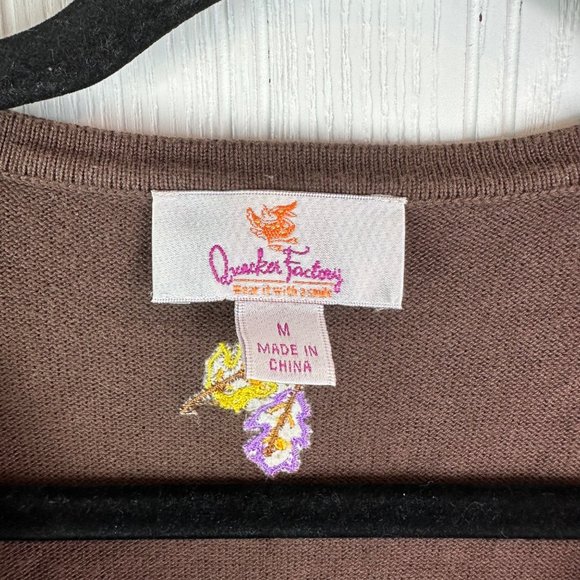 Quacker Factory
Wear it with a smile
M
MADE IN
CHINA